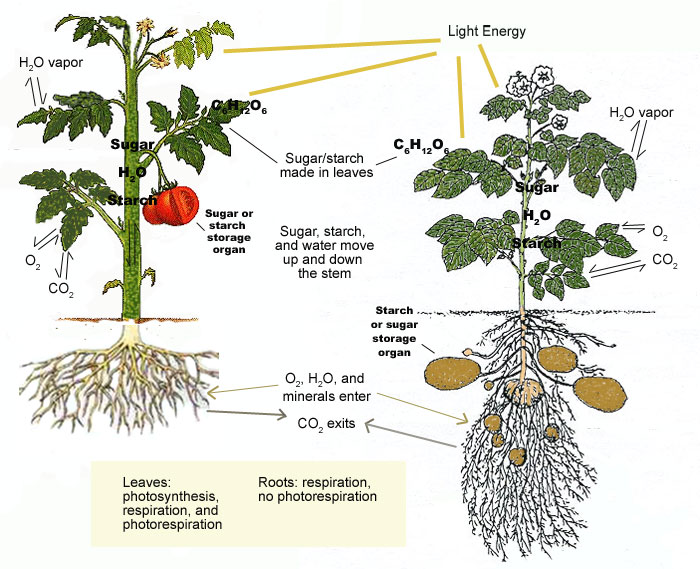 Light Energy
H₂O vapor
C₆H₁₂O₆
H₂O vapor
Sugar
C₆H₁₂O₆
Sugar/starch
made in leaves
H₂O
Sugar
Starch
Sugar or
starch
storage
organ
Sugar, starch,
and water move
up and down
the stem
H₂O
Starch
O₂
O₂
CO₂
CO₂
Starch
or sugar
storage
organ
O₂, H₂O, and
minerals enter
CO₂ exits
Leaves:
photosynthesis,
respiration, and
photorespiration
Roots: respiration,
no photorespiration